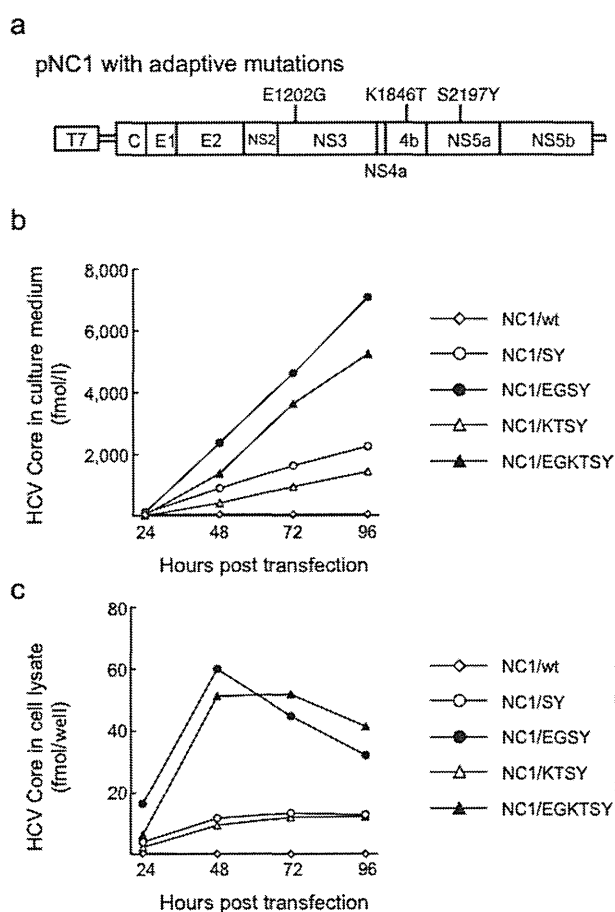 a
pNC1 with adaptive mutations
E1202G K1846T S2197Y
T7 C E1 E2 NS2 NS3 4b NS5a NS5b
NS4a
b
HCV Core in culture medium
(fmol/l)
8,000
6,000
4,000
2,000
24 48 72 96
Hours post transfection
NC1/wt
NC1/SY
NC1/EGSY
NC1/KTSY
NC1/EGKTSY
c
HCV Core in cell lysate
(fmol/well)
80
60
40
20
24 48 72 96
Hours post transfection
NC1/wt
NC1/SY
NC1/EGSY
NC1/KTSY
NC1/EGKTSY